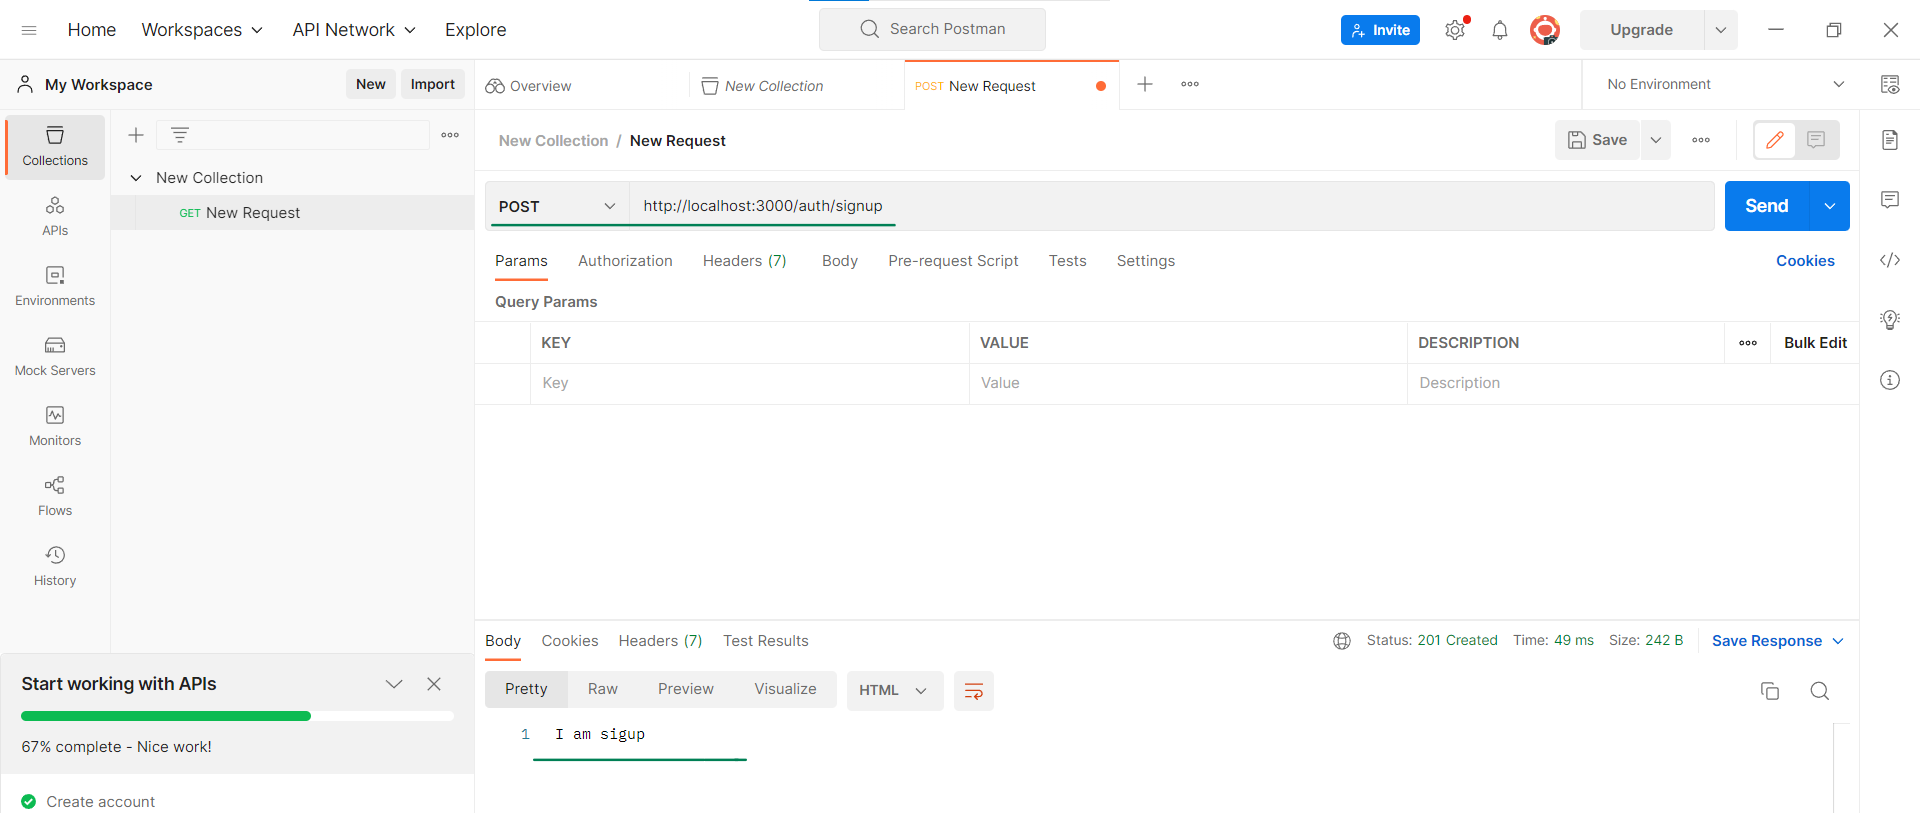 Home Workspaces API Network Explore Search Postman Invite Upgrade
My Workspace New Import Overview New Collection POST New Request No Environment
Collections
APIs
Environments
Mock Servers
Monitors
Flows
History
New Collection
GET New Request
Start working with APIs
67% complete - Nice work!
Create account
New Collection / New Request Save
POST http://localhost:3000/auth/signup Send
Params Authorization Headers (7) Body Pre-request Script Tests Settings Cookies
Query Params
KEY VALUE DESCRIPTION Bulk Edit
Key Value Description
Body Cookies Headers (7) Test Results Status: 201 Created Time: 49 ms Size: 242 B Save Response
Pretty Raw Preview Visualize HTML
1 I am sigup